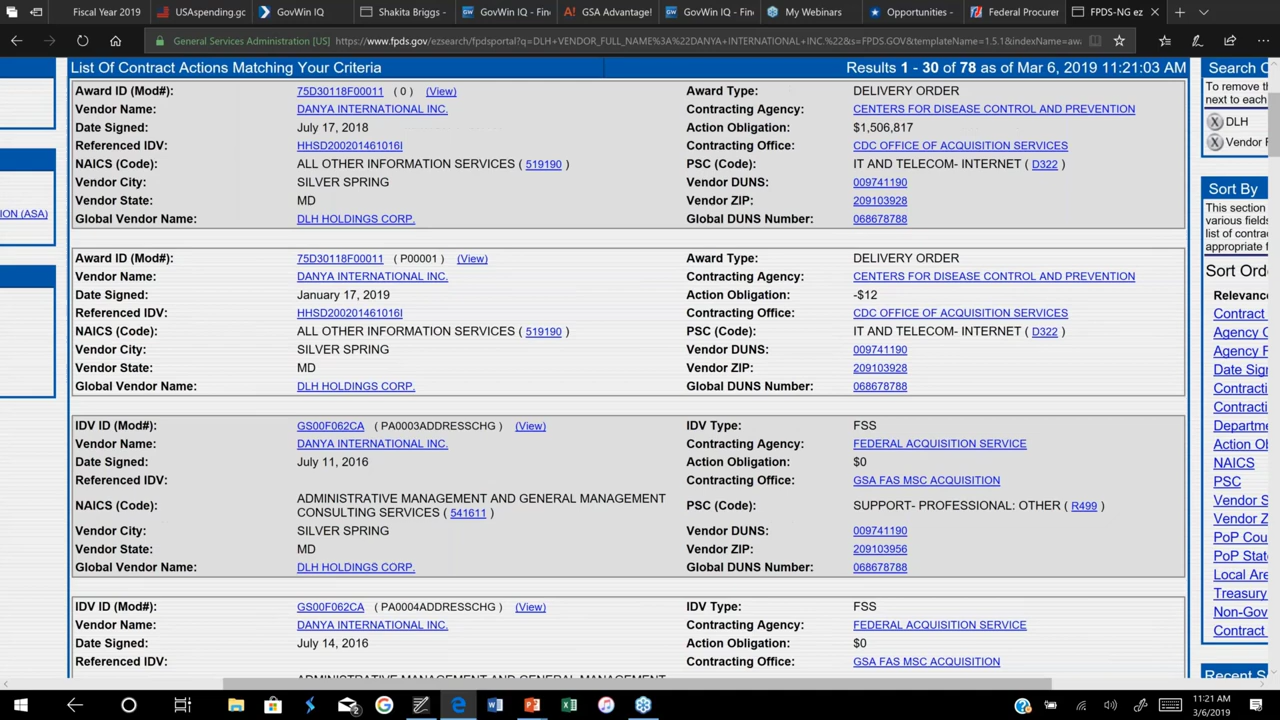 Fiscal Year 2019 USASpending.gc GovWin IQ Shakita Briggs - GovWin IQ - Fin GSA Advantage! GovWin IQ - Fin My Webinars Opportunities - Federal Procurer FPDS-NG ez
General Services Administration [US] https://www.fpds.gov/ezsearch/fpdsportal?q=DLH+VENDOR_FULL_NAME%3A%22DANYA+INTERNATIONAL+INC.%22&s=FPDS.GOV&templateName=1.5.1&indexName=aw
List Of Contract Actions Matching Your Criteria Results 1 - 30 of 78 as of Mar 6, 2019 11:21:03 AM
Award ID (Mod#): 75D30118F00011 ( 0 ) (View) Award Type: DELIVERY ORDER
Vendor Name: DANYA INTERNATIONAL INC. Contracting Agency: CENTERS FOR DISEASE CONTROL AND PREVENTION
Date Signed: July 17, 2018 Action Obligation: $1,506,817
Referenced IDV: HHSD200201461016I Contracting Office: CDC OFFICE OF ACQUISITION SERVICES
NAICS (Code): ALL OTHER INFORMATION SERVICES ( 519190 ) PSC (Code): IT AND TELECOM- INTERNET ( D322 )
Vendor City: SILVER SPRING Vendor DUNS: 009741190
Vendor State: MD Vendor ZIP: 209103928
Global Vendor Name: DLH HOLDINGS CORP. Global DUNS Number: 068678788
Award ID (Mod#): 75D30118F00011 ( P00001 ) (View) Award Type: DELIVERY ORDER
Vendor Name: DANYA INTERNATIONAL INC. Contracting Agency: CENTERS FOR DISEASE CONTROL AND PREVENTION
Date Signed: January 17, 2019 Action Obligation: -$12
Referenced IDV: HHSD200201461016I Contracting Office: CDC OFFICE OF ACQUISITION SERVICES
NAICS (Code): ALL OTHER INFORMATION SERVICES ( 519190 ) PSC (Code): IT AND TELECOM- INTERNET ( D322 )
Vendor City: SILVER SPRING Vendor DUNS: 009741190
Vendor State: MD Vendor ZIP: 209103928
Global Vendor Name: DLH HOLDINGS CORP. Global DUNS Number: 068678788
IDV ID (Mod#): GS00F062CA ( PA0003ADDRESSCHG ) (View) IDV Type: FSS
Vendor Name: DANYA INTERNATIONAL INC. Contracting Agency: FEDERAL ACQUISITION SERVICE
Date Signed: July 11, 2016 Action Obligation: $0
Referenced IDV: Contracting Office: GSA FAS MSC ACQUISITION
NAICS (Code): ADMINISTRATIVE MANAGEMENT AND GENERAL MANAGEMENT
CONSULTING SERVICES ( 541611 ) PSC (Code): SUPPORT- PROFESSIONAL: OTHER ( R499 )
Vendor City: SILVER SPRING Vendor DUNS: 009741190
Vendor State: MD Vendor ZIP: 209103956
Global Vendor Name: DLH HOLDINGS CORP. Global DUNS Number: 068678788
IDV ID (Mod#): GS00F062CA ( PA0004ADDRESSCHG ) (View) IDV Type: FSS
Vendor Name: DANYA INTERNATIONAL INC. Contracting Agency: FEDERAL ACQUISITION SERVICE
Date Signed: July 14, 2016 Action Obligation: $0
Referenced IDV: Contracting Office: GSA FAS MSC ACQUISITION
ION (ASA)
Search C
To remove t
next to each
DLH
Vendor F
Sort By
This section
various fields
list of contrac
appropriate f
Sort Orde
Relevanc
Contract
Agency C
Agency F
Date Sign
Contracti
Contracti
Departme
Action Ob
NAICS
PSC
Vendor S
Vendor Z
PoP Cou
PoP Stat
Local Are
Treasury
Non-Gov
Contract
Recent S
11:21 AM
3/6/2019